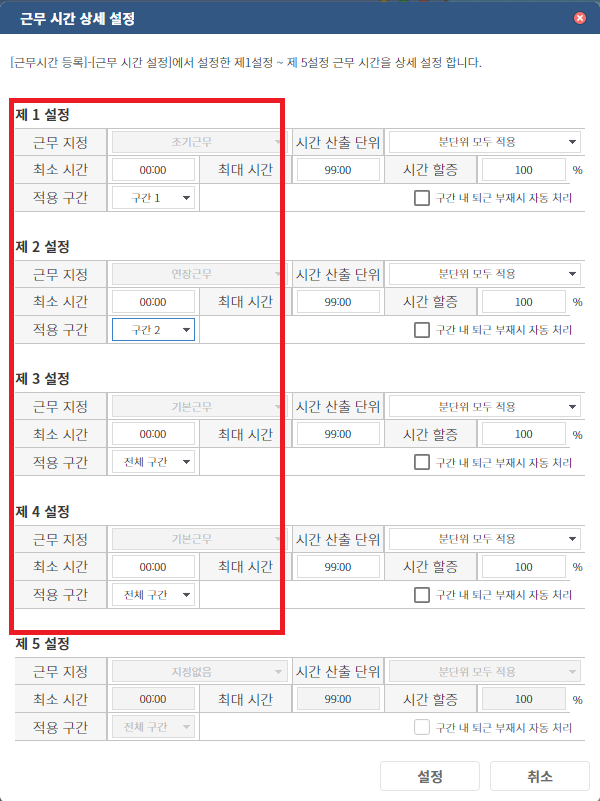 근무 시간 상세 설정
[근무시간 등록]-[근무 시간 설정]에서 설정한 제1설정 ~ 제 5설정 근무 시간을 상세 설정 합니다.
제 1 설정
근무 지정 조기근무 시간 산출 단위 분단위 모두 적용
최소 시간 00:00 최대 시간 99:00 시간 할증 100 %
적용 구간 구간 1 구간 내 퇴근 부재시 자동 처리
제 2 설정
근무 지정 연장근무 시간 산출 단위 분단위 모두 적용
최소 시간 00:00 최대 시간 99:00 시간 할증 100 %
적용 구간 구간 2 구간 내 퇴근 부재시 자동 처리
제 3 설정
근무 지정 기본근무 시간 산출 단위 분단위 모두 적용
최소 시간 00:00 최대 시간 99:00 시간 할증 100 %
적용 구간 전체 구간 구간 내 퇴근 부재시 자동 처리
제 4 설정
근무 지정 기본근무 시간 산출 단위 분단위 모두 적용
최소 시간 00:00 최대 시간 99:00 시간 할증 100 %
적용 구간 전체 구간 구간 내 퇴근 부재시 자동 처리
제 5 설정
근무 지정 지정없음 시간 산출 단위 분단위 모두 적용
최소 시간 00:00 최대 시간 99:00 시간 할증 100 %
적용 구간 전체 구간 구간 내 퇴근 부재시 자동 처리
설정 취소